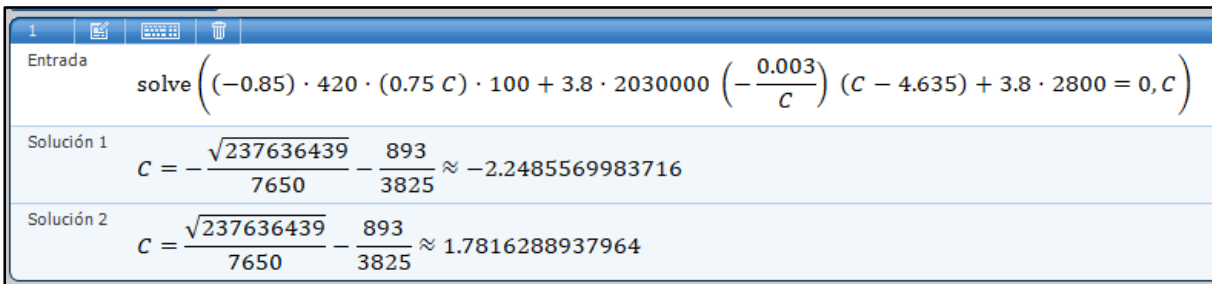 1
Entrada
solve((-0.85) · 420 · (0.75 C) · 100 + 3.8 · 2030000 (-0.003/C) (C - 4.635) + 3.8 · 2800 = 0, C)
Solución 1
C = -√237636439/7650 - 893/3825 ≈ -2.2485569983716
Solución 2
C = √237636439/7650 - 893/3825 ≈ 1.7816288937964